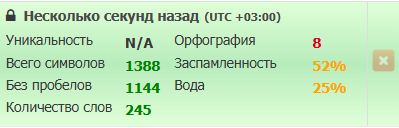 Несколько секунд назад (UTC +03:00)
Уникальность N/A Орфография 8
Всего символов 1388 Заспамленность 52%
Без пробелов 1144 Вода 25%
Количество слов 245